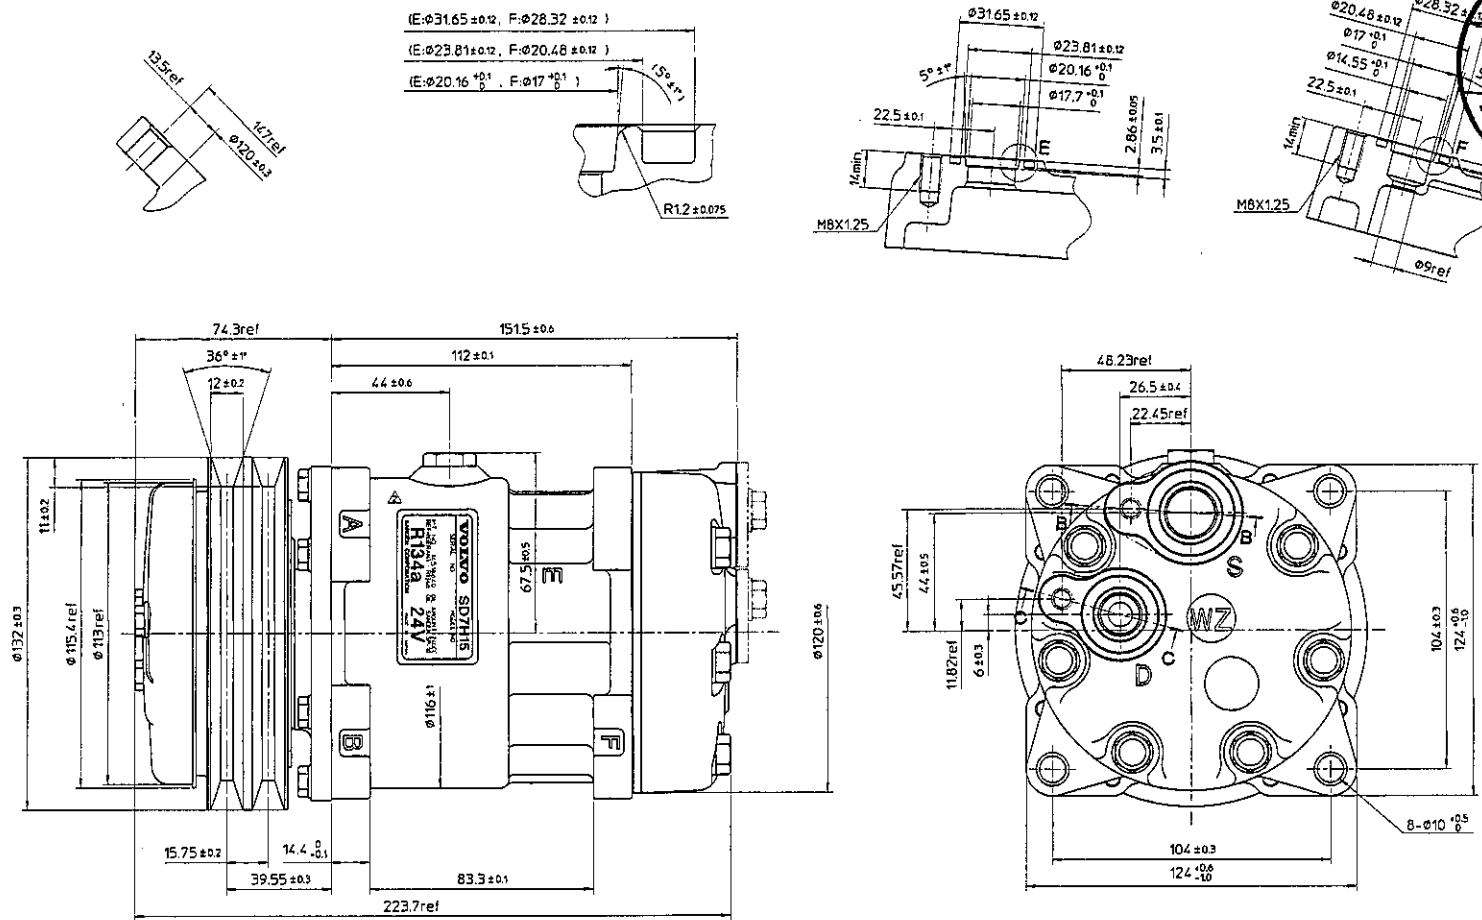 (E:Ø31.65 ±0.12, F:Ø28.32 ±0.12 )
(E:Ø23.81 ±0.12, F:Ø20.48 ±0.12 )
(E:Ø20.16 +0.1 0 , F:Ø17 +0.1 0 )
(5°±1°)
R1.2 ±0.075
13.5ref
147ref
Ø120 ±0.3
Ø31.65 ±0.12
Ø23.81 ±0.12
Ø20.16 +0.1 0
Ø17.7 +0.1 0
5°±1°
22.5 ±0.1
14min
M8X1.25
E
2.86 ±0.05
3.5 ±0.1
Ø28.32 ±0.1
Ø20.48 ±0.12
Ø17 +0.1 0
Ø14.55 +0.1 0
22.5 ±0.1
14min
M8X1.25
F
Ø9ref
74.3ref
151.5 ±0.6
36° ±1°
112 ±0.1
12 ±0.2
44 ±0.6
11 ±0.2
Ø132 ±0.3
Ø115.4ref
Ø113ref
A
B
E
F
VOLVO SD7H15
SERIAL NO.
R134a 24V
67.5 ±0.5
Ø116 ±1
Ø120 ±0.6
15.75 ±0.2
14.4 0 -0.1
39.55 ±0.3
83.3 ±0.1
223.7ref
48.23ref
26.5 ±0.4
22.45ref
45.57ref
44 ±0.5
11.82ref
6 ±0.3
B
B
S
C
C
D
WZ
104 ±0.3
124 +0.6 -1.0
8-Ø10 +0.5 0
104 ±0.3
124 +0.6 -1.0